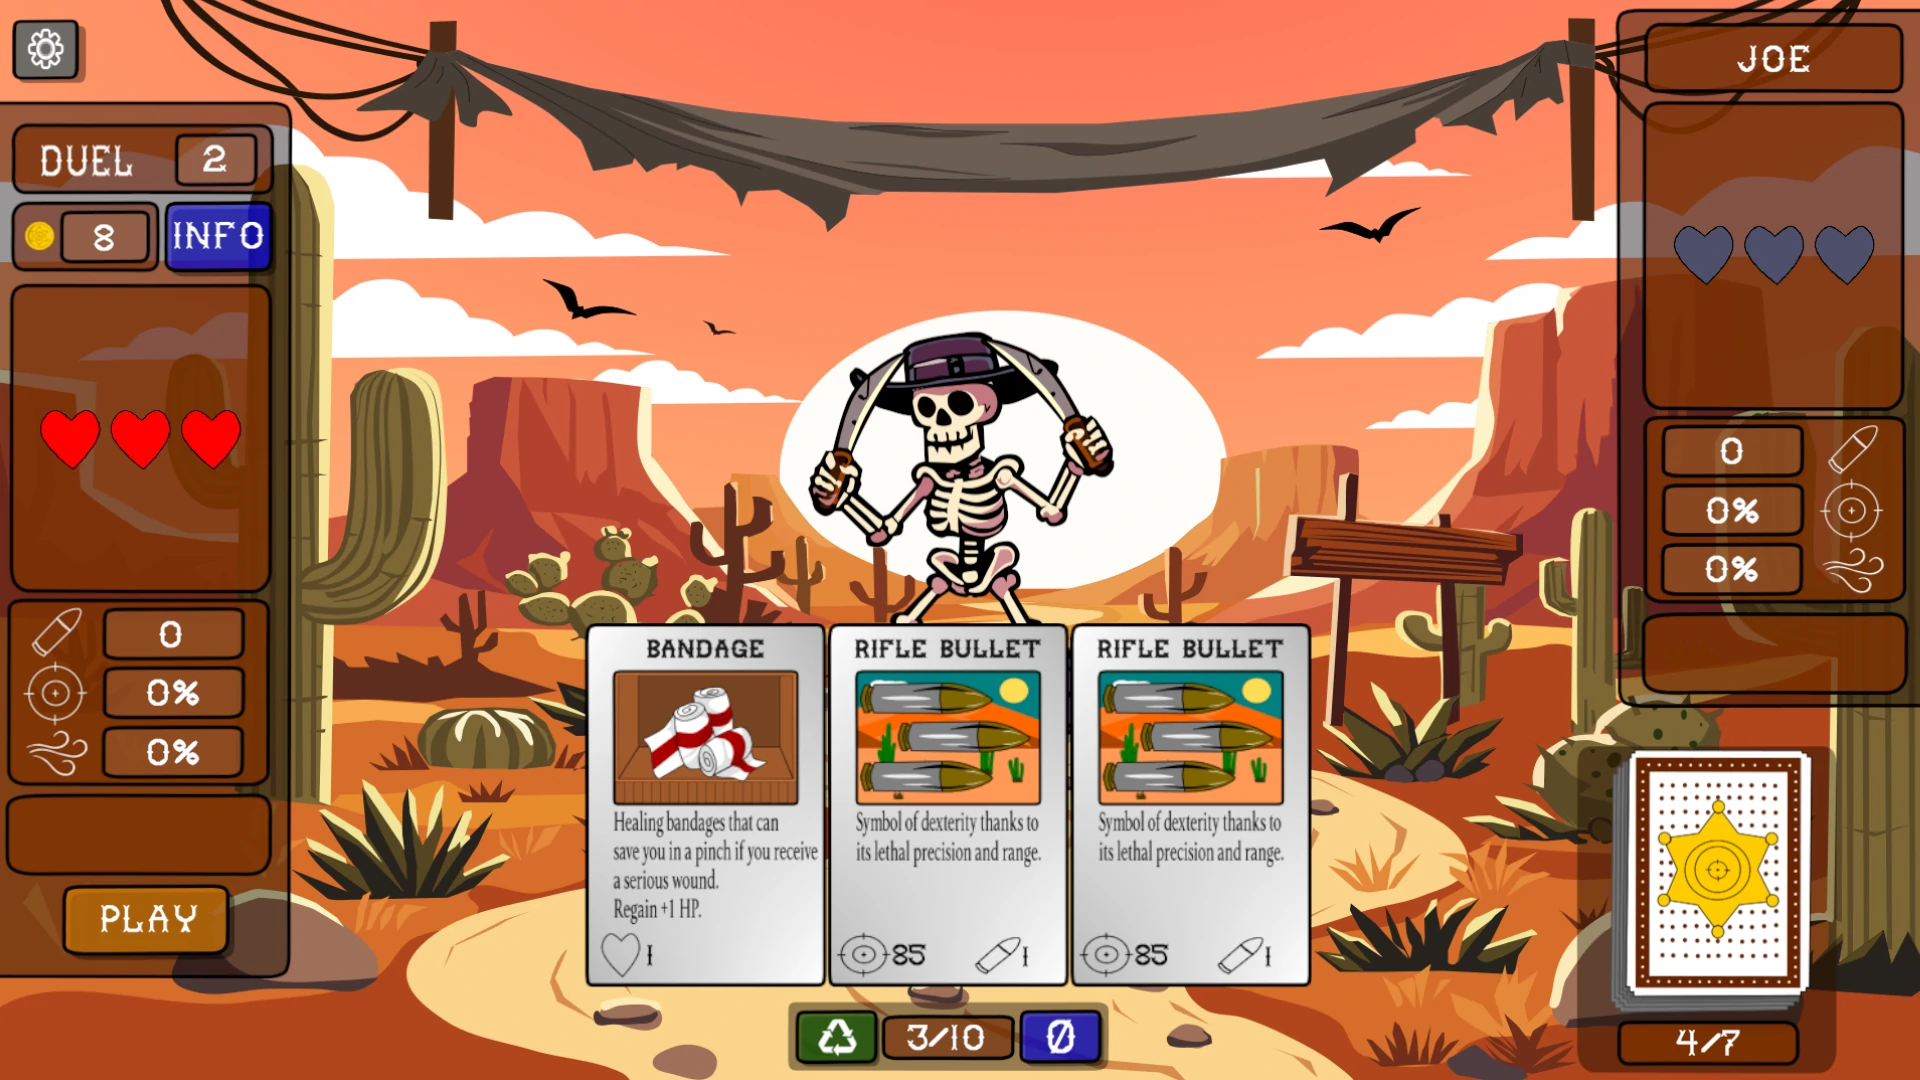 DUEL 2
8 INFO
0
0%
0%
PLAY
JOE
0
0%
0%
BANDAGE
Healing bandages that can
save you in a pinch if you receive
a serious wound.
Regain +1 HP.
1
RIFLE BULLET
Symbol of dexterity thanks to
its lethal precision and range.
85 1
RIFLE BULLET
Symbol of dexterity thanks to
its lethal precision and range.
85 1
3/10 Ø
4/7